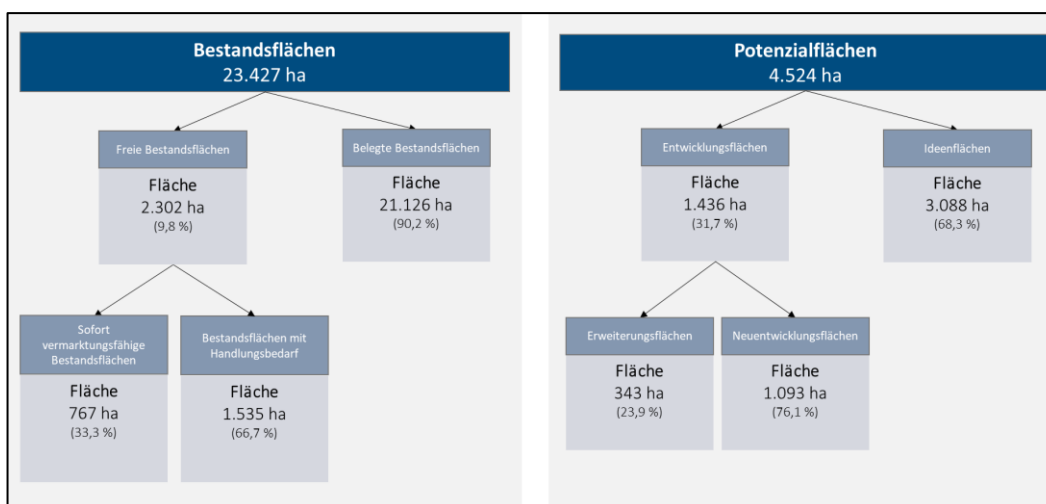 Bestandsflächen
23.427 ha
Freie Bestandsflächen
Fläche
2.302 ha
(9,8 %)
Belegte Bestandsflächen
Fläche
21.126 ha
(90,2 %)
Sofort
vermarktungsfähige
Bestandsflächen
Fläche
767 ha
(33,3 %)
Bestandsflächen mit
Handlungsbedarf
Fläche
1.535 ha
(66,7 %)
Potenzialflächen
4.524 ha
Entwicklungsflächen
Fläche
1.436 ha
(31,7 %)
Ideenflächen
Fläche
3.088 ha
(68,3 %)
Erweiterungsflächen
Fläche
343 ha
(23,9 %)
Neuentwicklungsflächen
Fläche
1.093 ha
(76,1 %)